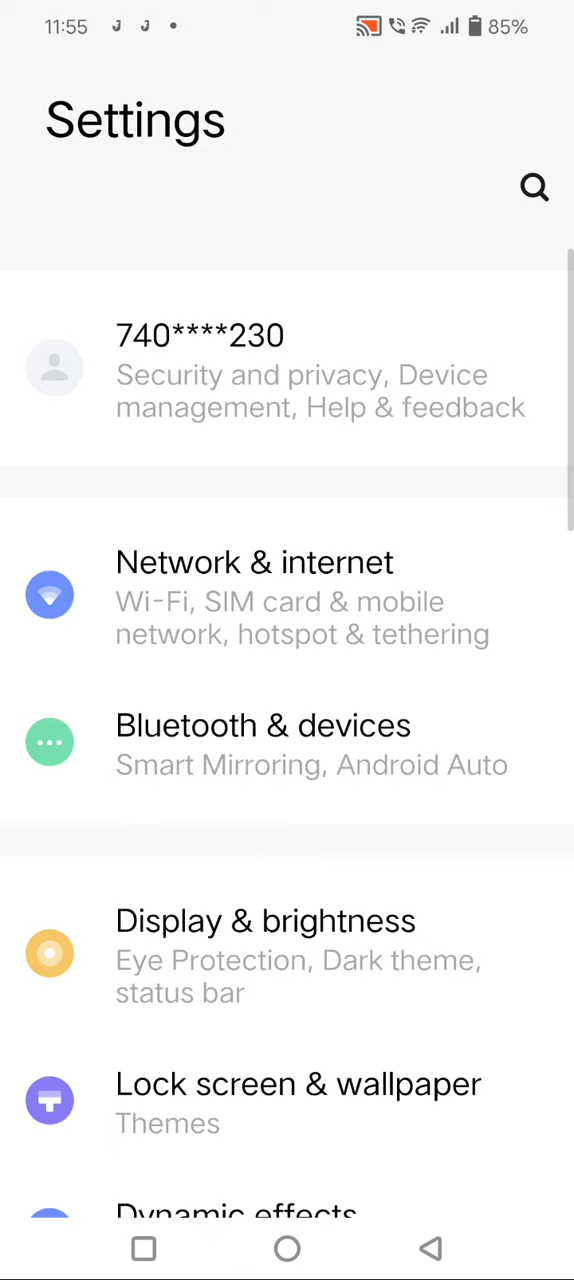 11:55
85%
Settings
740****230
Security and privacy, Device
management, Help & feedback
Network & internet
Wi-Fi, SIM card & mobile
network, hotspot & tethering
Bluetooth & devices
Smart Mirroring, Android Auto
Display & brightness
Eye Protection, Dark theme,
status bar
Lock screen & wallpaper
Themes
Dynamic effects